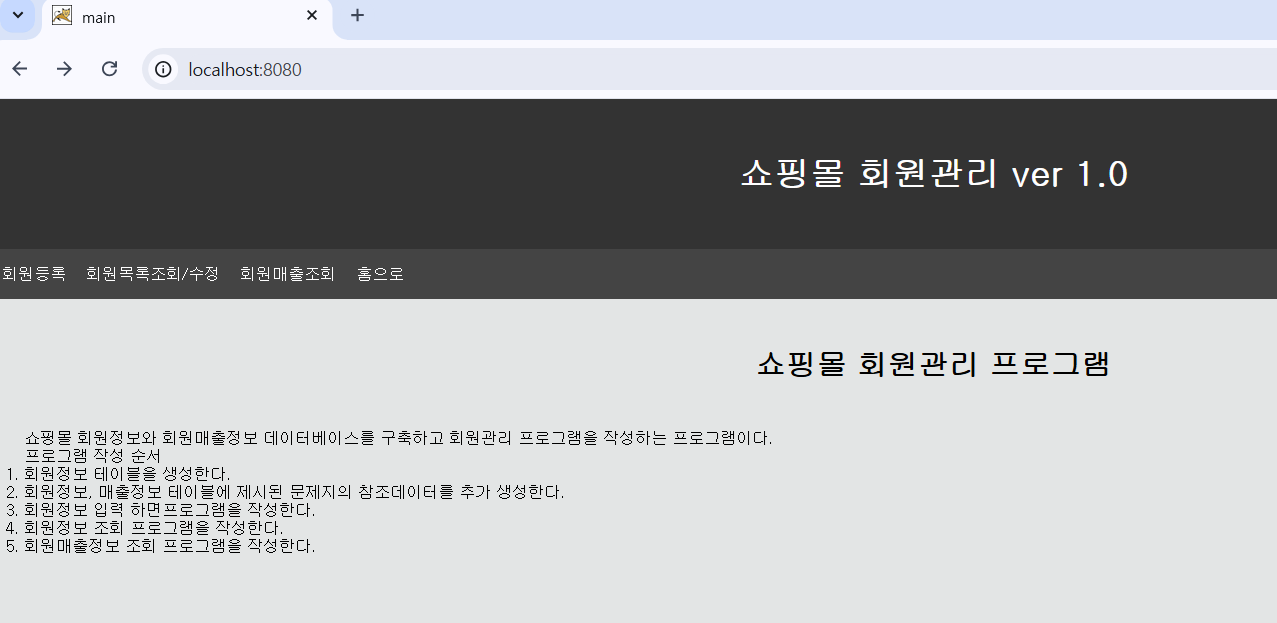 main
localhost:8080
쇼핑몰 회원관리 ver 1.0
회원등록 회원목록조회/수정 회원매출조회 홈으로
쇼핑몰 회원관리 프로그램
쇼핑몰 회원정보와 회원매출정보 데이터베이스를 구축하고 회원관리 프로그램을 작성하는 프로그램이다.
프로그램 작성 순서
1. 회원정보 테이블을 생성한다.
2. 회원정보, 매출정보 테이블에 제시된 문제지의 참조데이터를 추가 생성한다.
3. 회원정보 입력 하면프로그램을 작성한다.
4. 회원정보 조회 프로그램을 작성한다.
5. 회원매출정보 조회 프로그램을 작성한다.